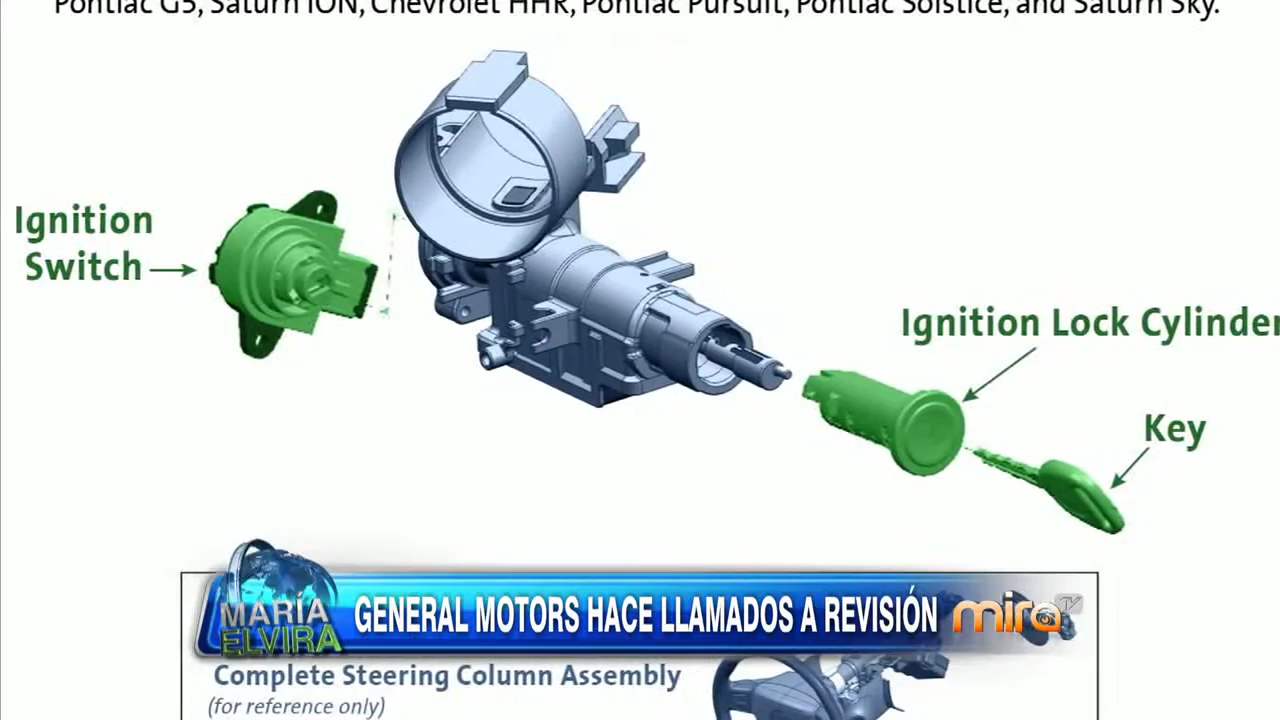 Pontiac G5, Saturn ION, Chevrolet HHR, Pontiac Pursuit, Pontiac Solstice, and Saturn Sky.
Ignition
Switch
Ignition Lock Cylinder
Key
MARÍA
ELVIRA
GENERAL MOTORS HACE LLAMADOS A REVISIÓN
mira
TV
Complete Steering Column Assembly
(for reference only)